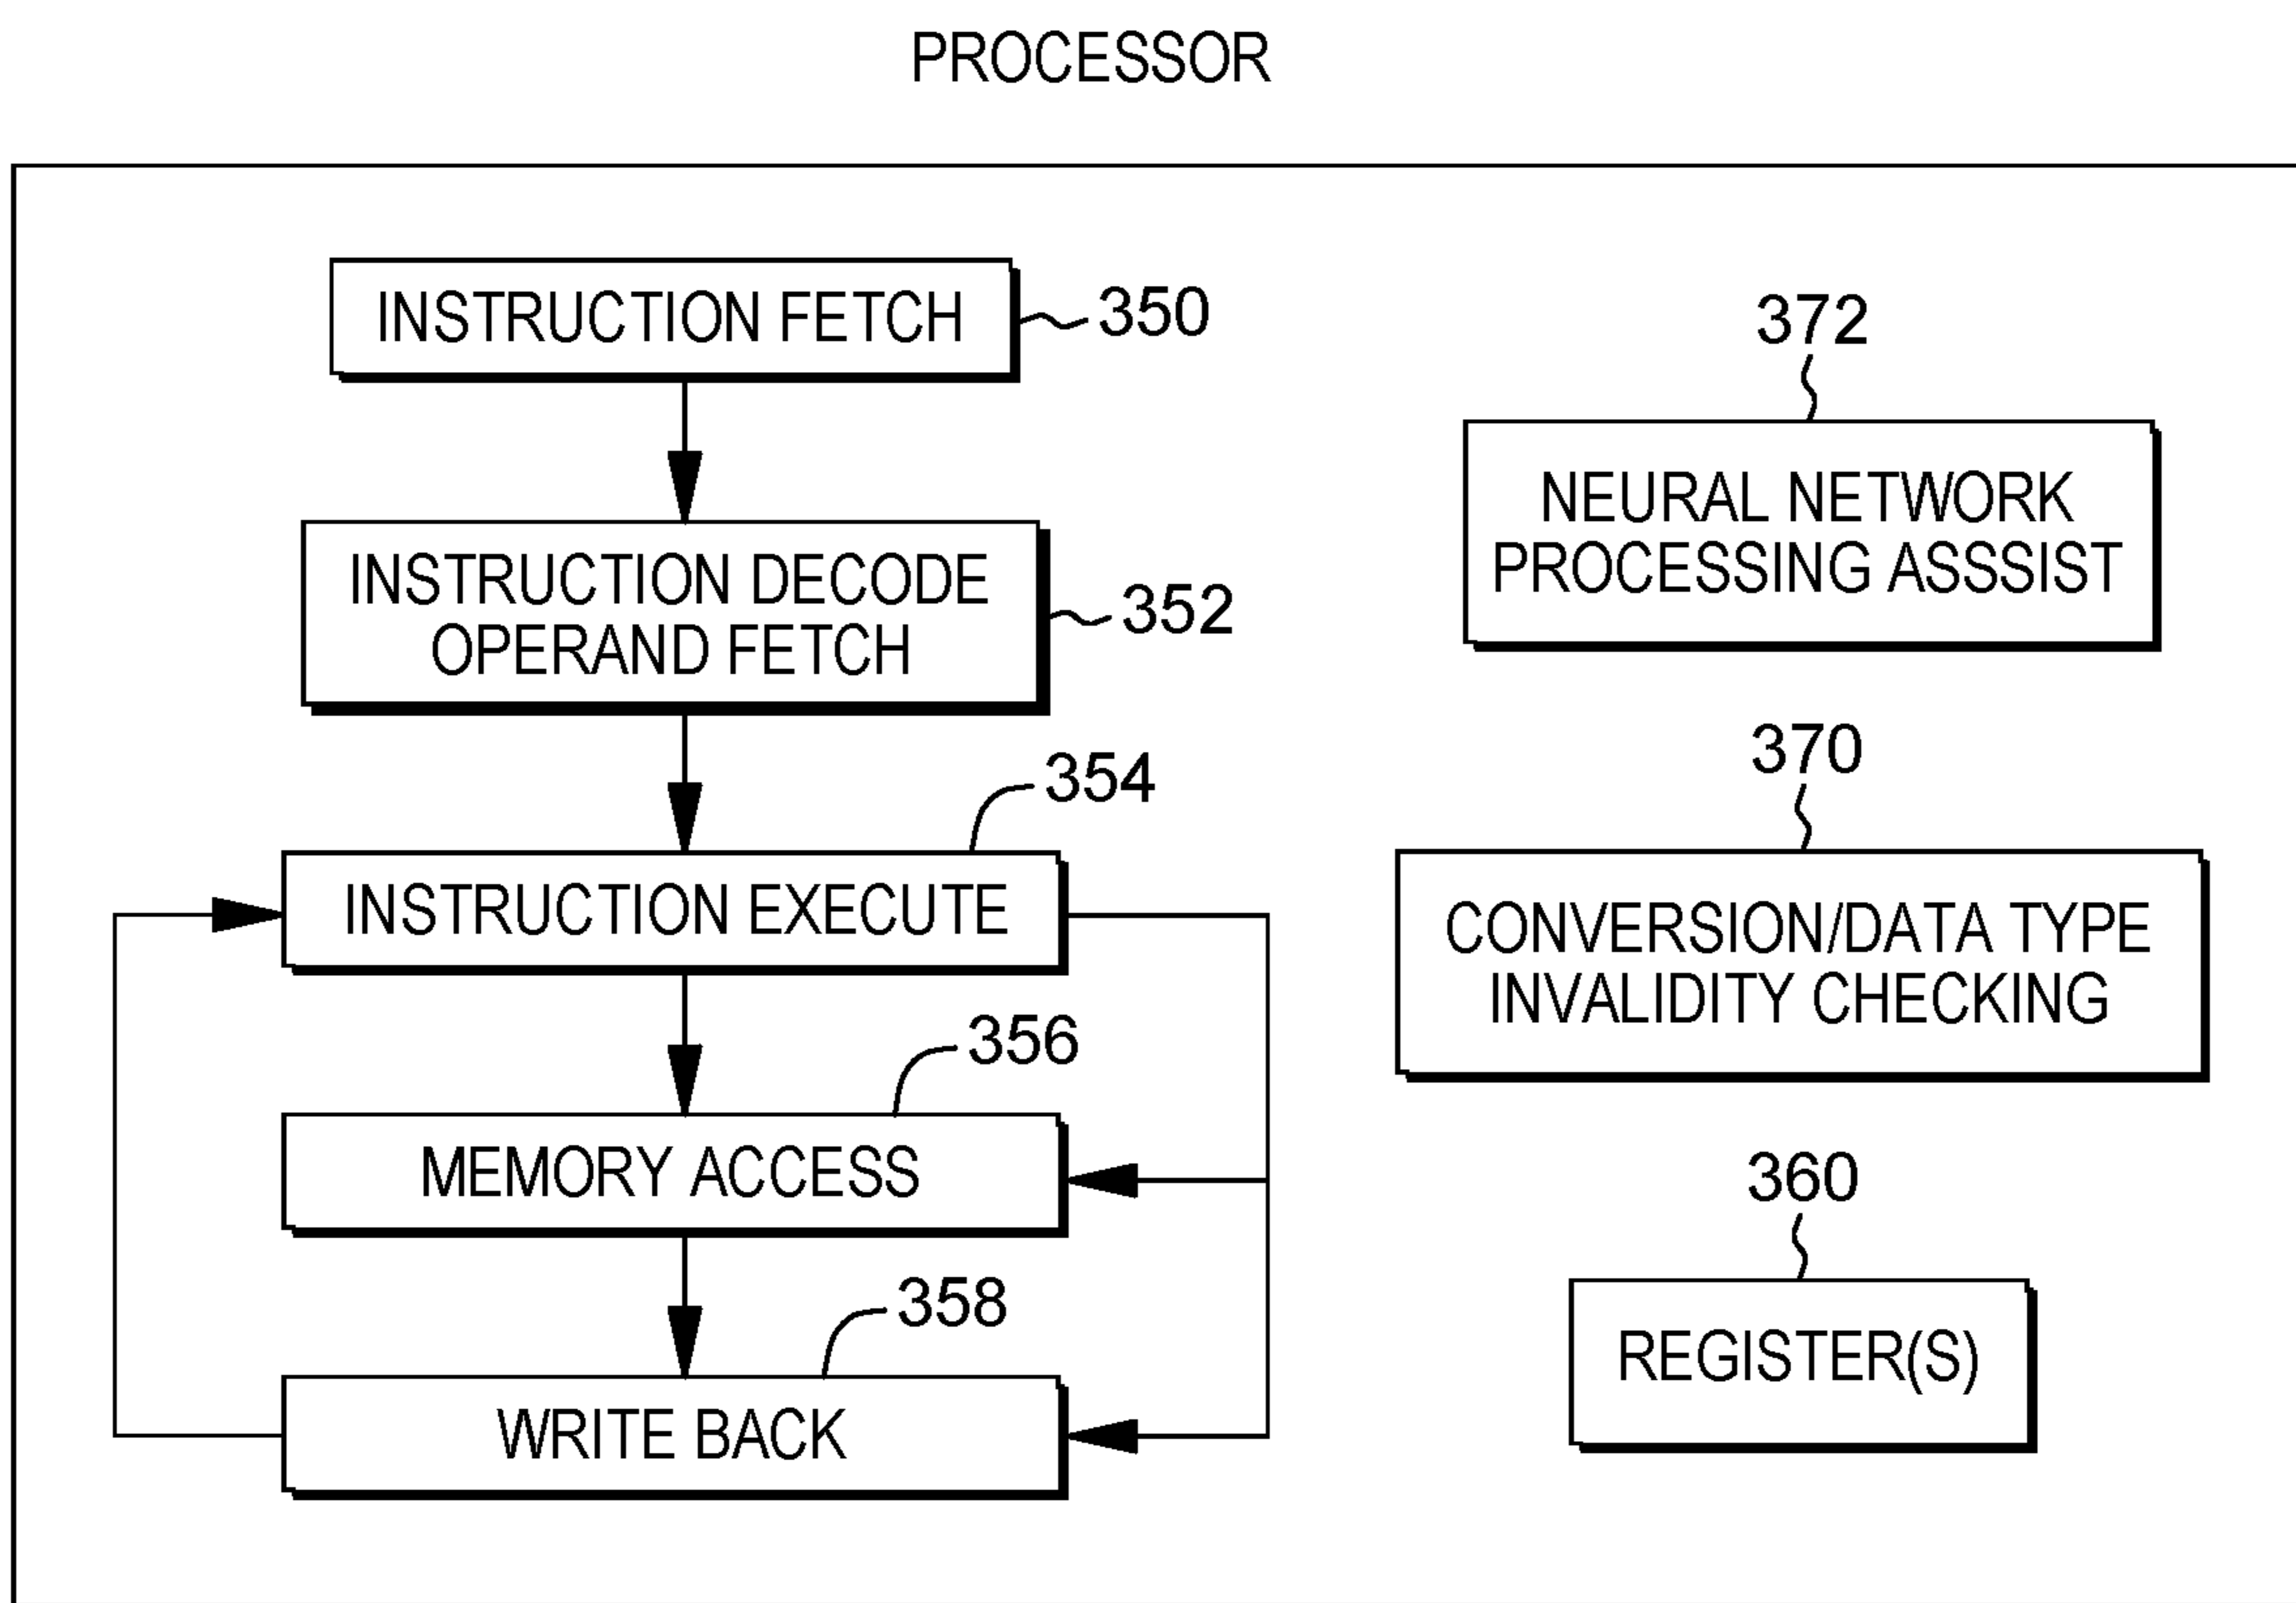 PROCESSOR
INSTRUCTION FETCH
350
INSTRUCTION DECODE
OPERAND FETCH
352
354
INSTRUCTION EXECUTE
356
MEMORY ACCESS
358
WRITE BACK
372
NEURAL NETWORK
PROCESSING ASSSIST
370
CONVERSION/DATA TYPE
INVALIDITY CHECKING
360
REGISTER(S)